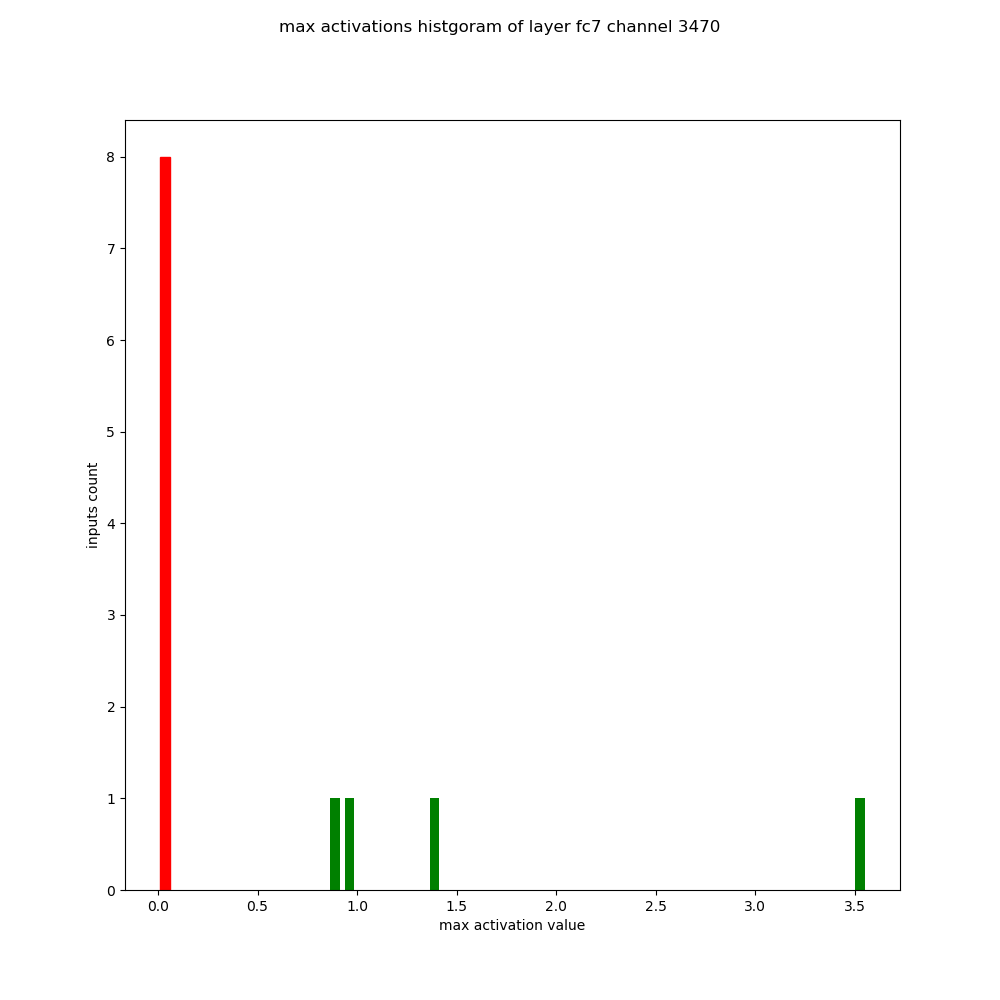 max activations histgoram of layer fc7 channel 3470
8
7
6
5
4
3
2
1
0
inputs count
0.0 0.5 1.0 1.5 2.0 2.5 3.0 3.5
max activation value